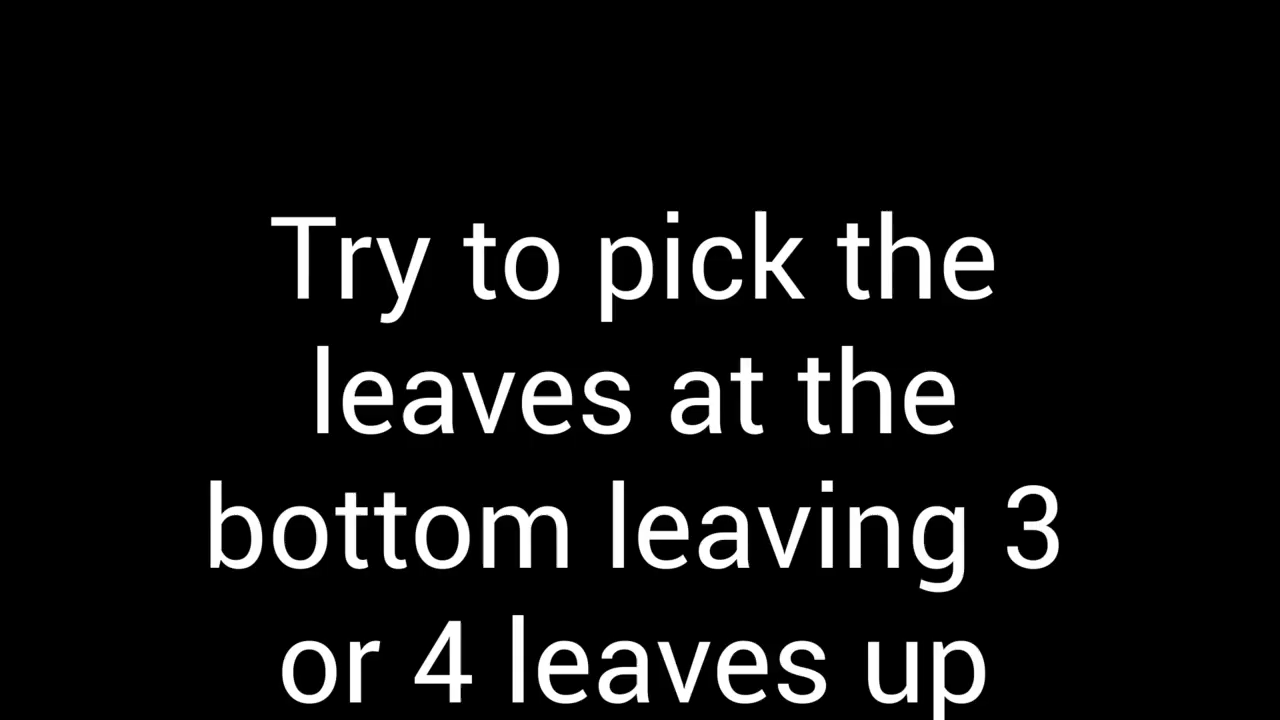 Try to pick the
leaves at the
bottom leaving 3
or 4 leaves up